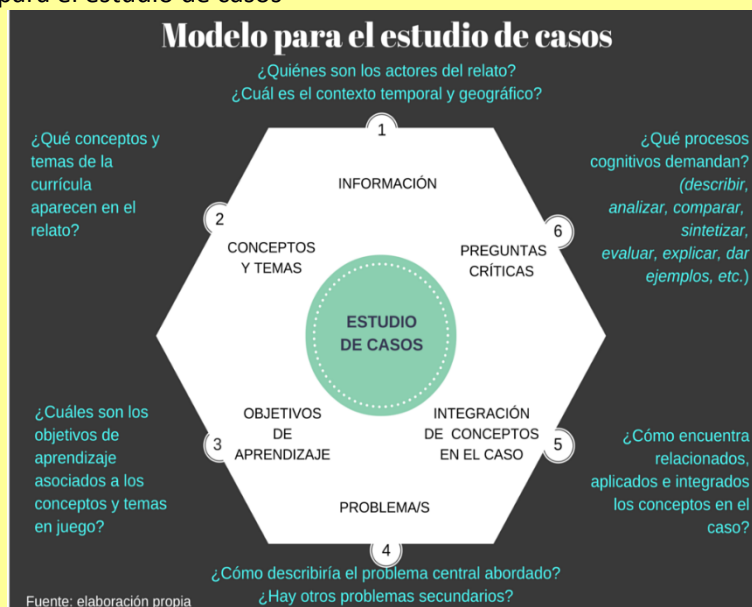 para el estudio de casos
Modelo para el estudio de casos
¿Quiénes son los actores del relato?
¿Cuál es el contexto temporal y geográfico?
1
INFORMACIÓN
¿Qué conceptos y
temas de la
currícula
aparecen en el
relato?
2
CONCEPTOS
Y TEMAS
¿Qué procesos
cognitivos demandan?
(describir,
analizar, comparar,
sintetizar,
evaluar, explicar, dar
ejemplos, etc.)
6
PREGUNTAS
CRÍTICAS
ESTUDIO
DE CASOS
¿Cuáles son los
objetivos de
aprendizaje
asociados a los
conceptos y temas
en juego?
3
OBJETIVOS
DE
APRENDIZAJE
INTEGRACIÓN
DE CONCEPTOS
EN EL CASO
5
¿Cómo encuentra
relacionados,
aplicados e integrados
los conceptos en el
caso?
PROBLEMA/S
4
¿Cómo describiría el problema central abordado?
¿Hay otros problemas secundarios?
Fuente: elaboración propia